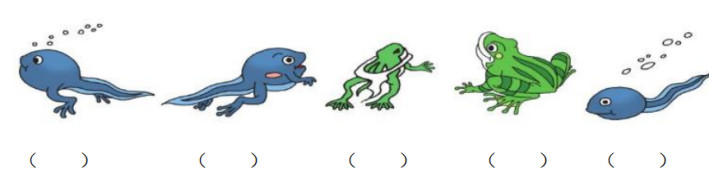 （　　） （　　） （　　） （　　） （　　）